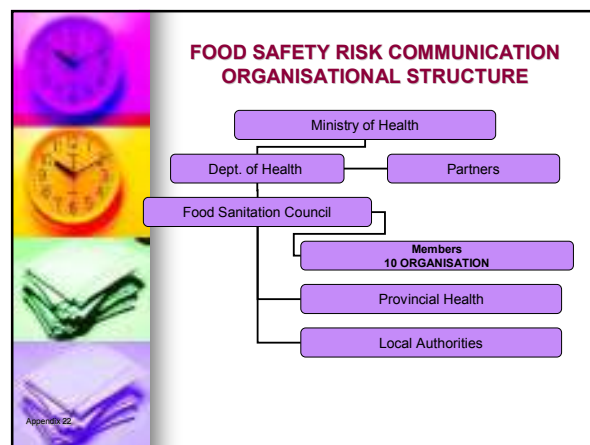 FOOD SAFETY RISK COMMUNICATION
ORGANISATIONAL STRUCTURE
Ministry of Health
Dept. of Health
Partners
Food Sanitation Council
Members
10 ORGANISATION
Provincial Health
Local Authorities
Appendix 22